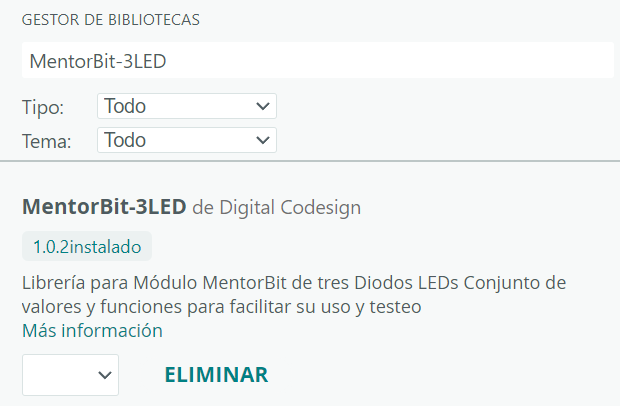 GESTOR DE BIBLIOTECAS
MentorBit-3LED
Tipo: Todo
Tema: Todo
MentorBit-3LED de Digital Codesign
1.0.2instalado
Librería para Módulo MentorBit de tres Diodos LEDs Conjunto de
valores y funciones para facilitar su uso y testeo
Más información
ELIMINAR